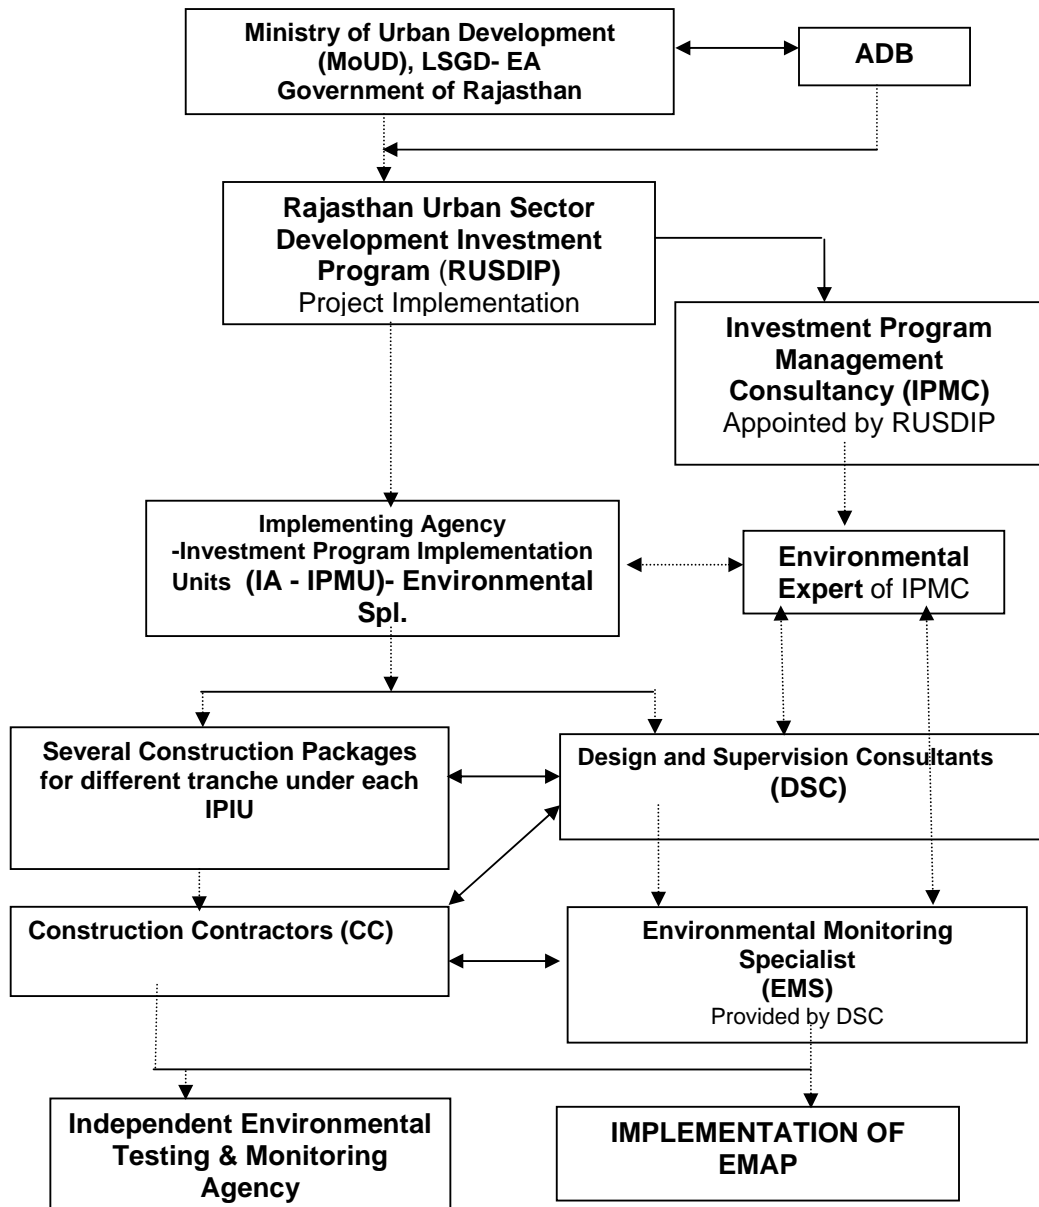 Ministry of Urban Development
(MoUD), LSGD- EA
Government of Rajasthan
ADB
Rajasthan Urban Sector
Development Investment
Program (RUSDIP)
Project Implementation
Investment Program
Management
Consultancy (IPMC)
Appointed by RUSDIP
Implementing Agency
-Investment Program Implementation
Units (IA - IPMU)- Environmental
Spl.
Environmental
Expert of IPMC
Several Construction Packages
for different tranche under each
IPIU
Design and Supervision Consultants
(DSC)
Construction Contractors (CC)
Environmental Monitoring
Specialist
(EMS)
Provided by DSC
Independent Environmental
Testing & Monitoring
Agency
IMPLEMENTATION OF
EMAP